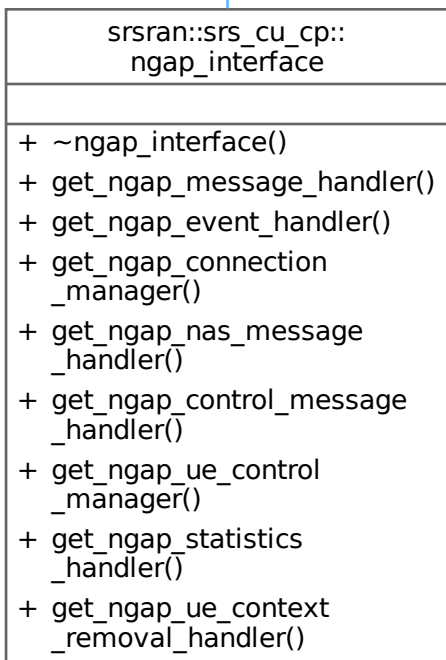 srsran::srs_cu_cp::
ngap_interface
+ ~ngap_interface()
+ get_ngap_message_handler()
+ get_ngap_event_handler()
+ get_ngap_connection
_manager()
+ get_ngap_nas_message
_handler()
+ get_ngap_control_message
_handler()
+ get_ngap_ue_control
_manager()
+ get_ngap_statistics
_handler()
+ get_ngap_ue_context
_removal_handler()